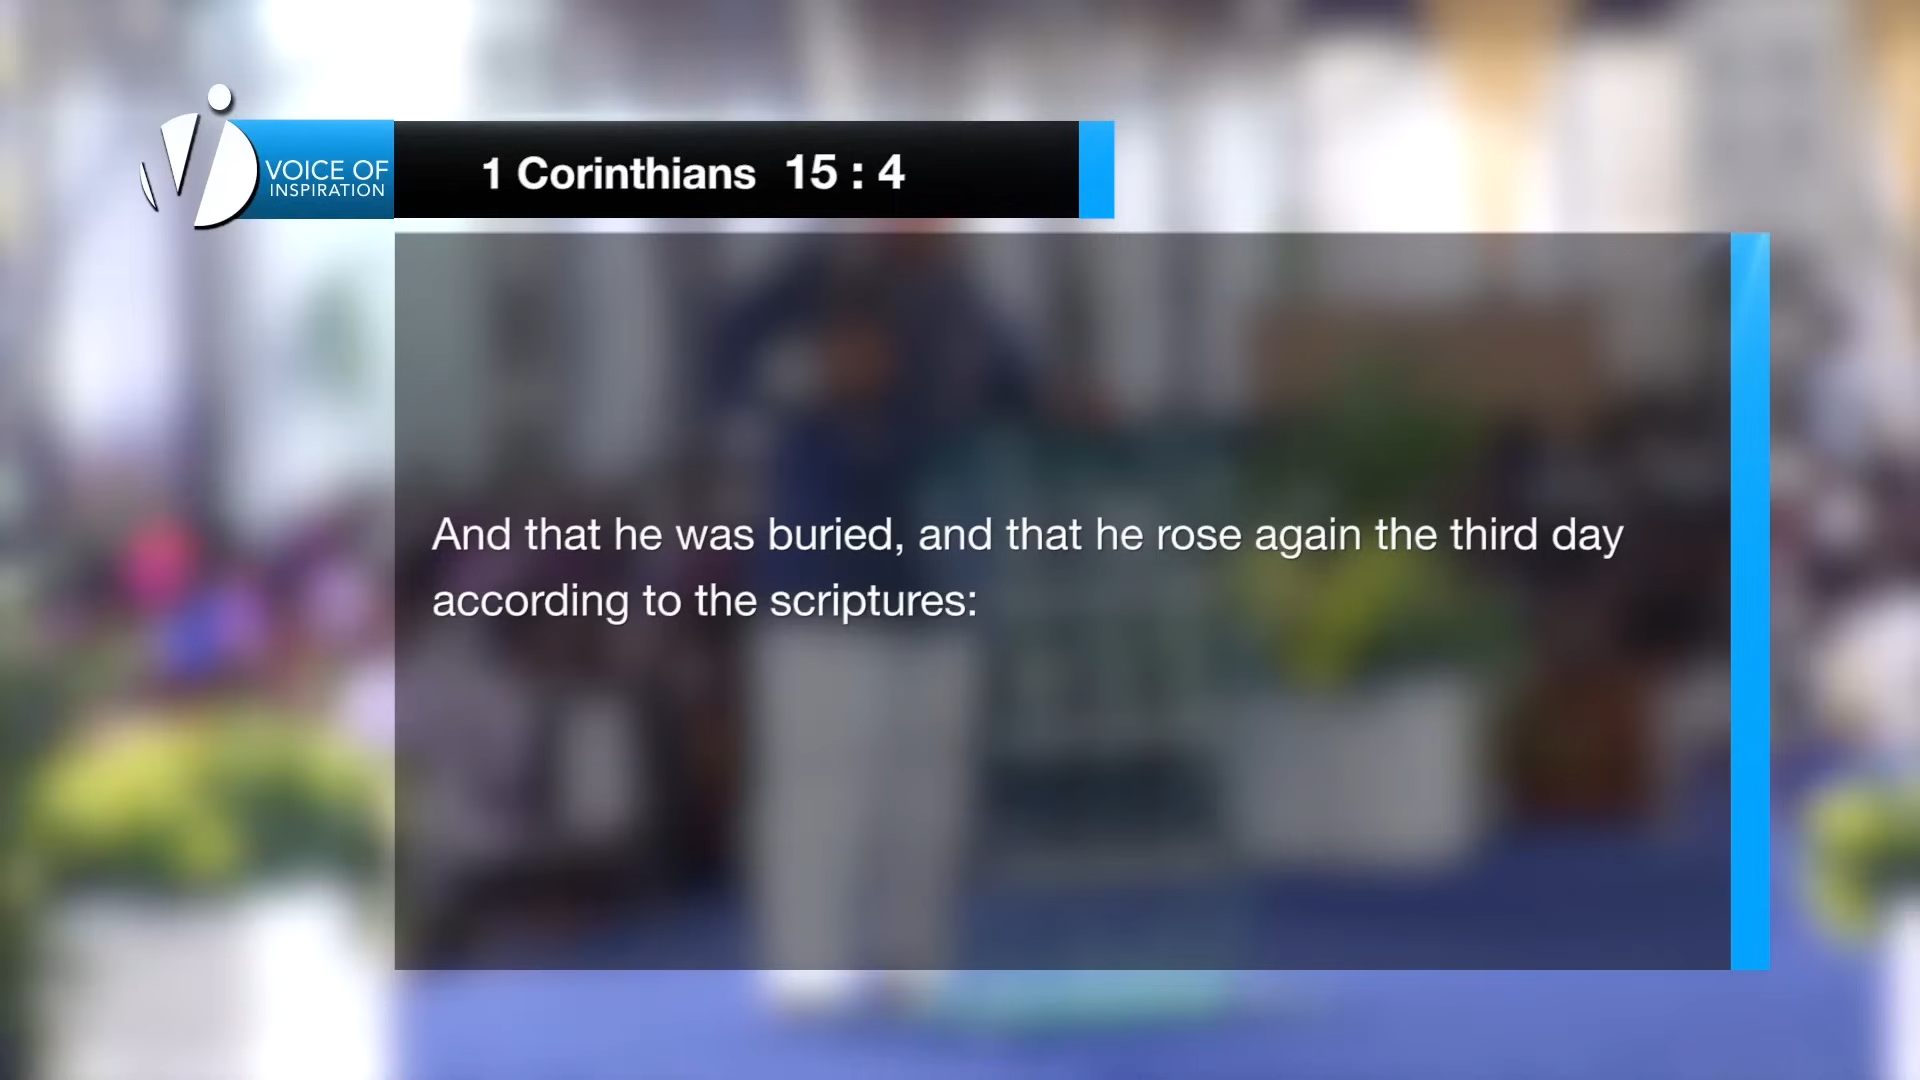 VOICE OF
INSPIRATION
1 Corinthians 15 : 4
And that he was buried, and that he rose again the third day
according to the scriptures: